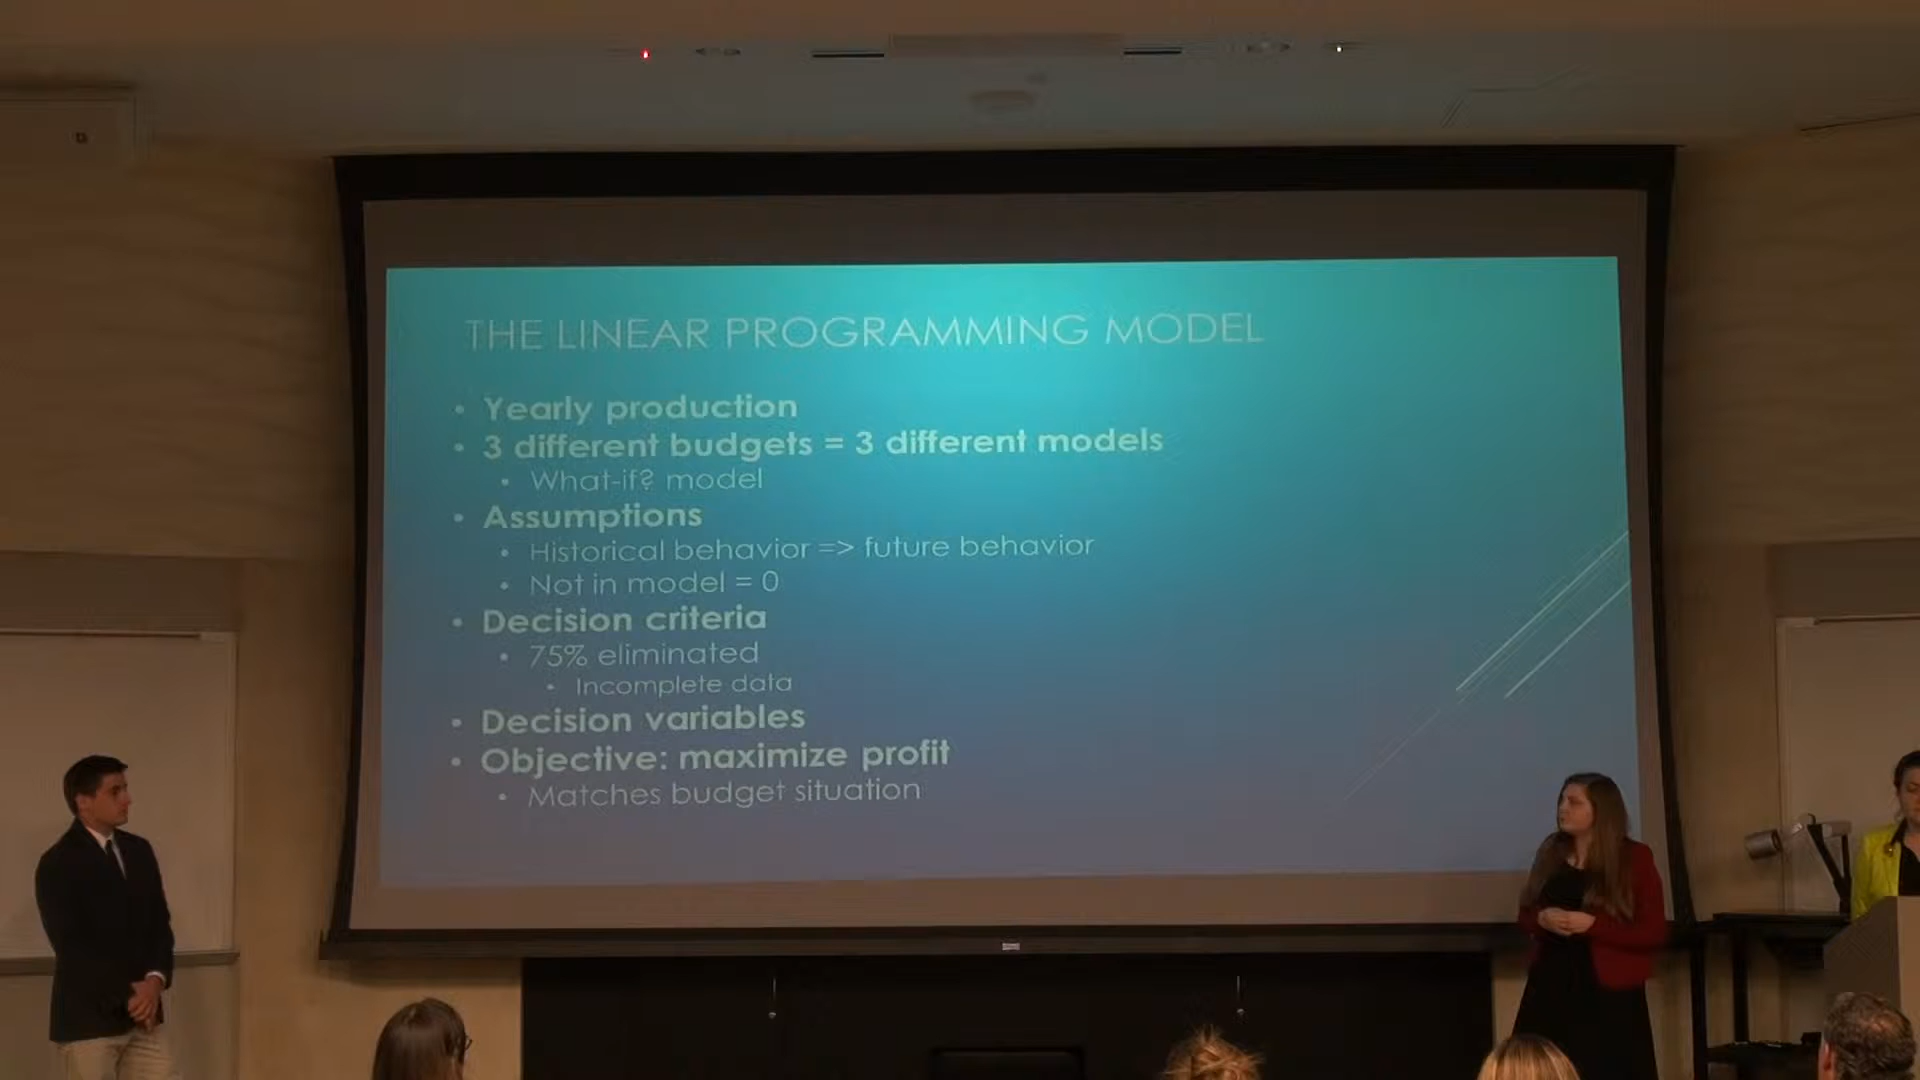 THE LINEAR PROGRAMMING MODEL
• Yearly production
• 3 different budgets = 3 different models
• What-if? model
• Assumptions
• Historical behavior => future behavior
• Not in model = 0
• Decision criteria
• 75% eliminated
• Incomplete data
• Decision variables
• Objective: maximize profit
• Matches budget situation